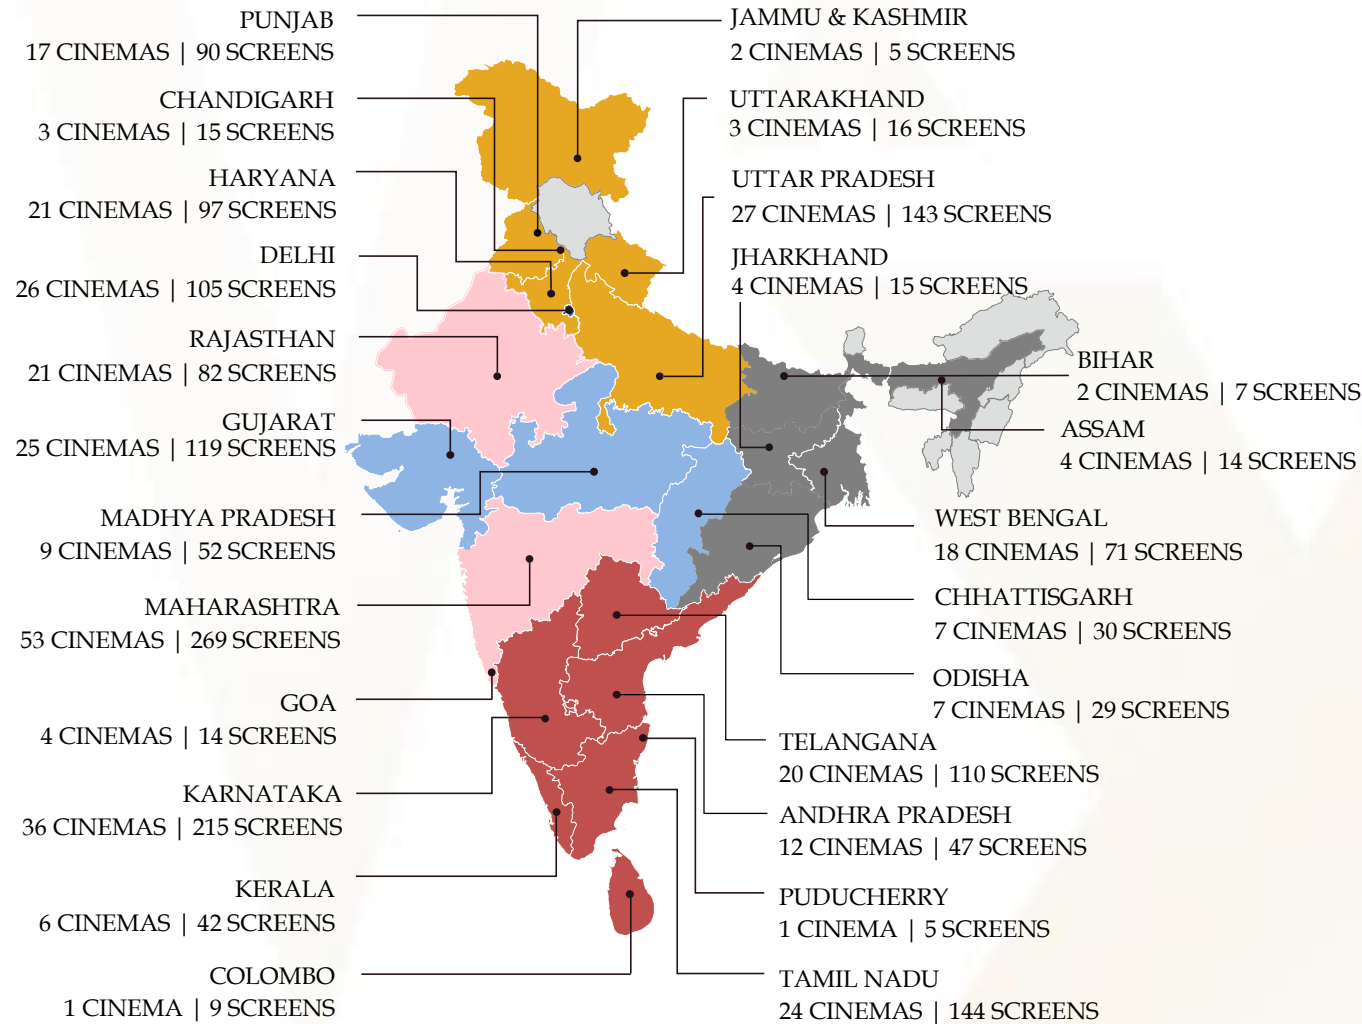 PUNJAB
17 CINEMAS | 90 SCREENS
CHANDIGARH
3 CINEMAS | 15 SCREENS
HARYANA
21 CINEMAS | 97 SCREENS
DELHI
26 CINEMAS | 105 SCREENS
RAJASTHAN
21 CINEMAS | 82 SCREENS
GUJARAT
25 CINEMAS | 119 SCREENS
MADHYA PRADESH
9 CINEMAS | 52 SCREENS
MAHARASHTRA
53 CINEMAS | 269 SCREENS
GOA
4 CINEMAS | 14 SCREENS
KARNATAKA
36 CINEMAS | 215 SCREENS
KERALA
6 CINEMAS | 42 SCREENS
COLOMBO
1 CINEMA | 9 SCREENS
JAMMU & KASHMIR
2 CINEMAS | 5 SCREENS
UTTARAKHAND
3 CINEMAS | 16 SCREENS
UTTAR PRADESH
27 CINEMAS | 143 SCREENS
JHARKHAND
4 CINEMAS | 15 SCREENS
BIHAR
2 CINEMAS | 7 SCREENS
ASSAM
4 CINEMAS | 14 SCREENS
WEST BENGAL
18 CINEMAS | 71 SCREENS
CHHATTISGARH
7 CINEMAS | 30 SCREENS
ODISHA
7 CINEMAS | 29 SCREENS
TELANGANA
20 CINEMAS | 110 SCREENS
ANDHRA PRADESH
12 CINEMAS | 47 SCREENS
PUDUCHERRY
1 CINEMA | 5 SCREENS
TAMIL NADU
24 CINEMAS | 144 SCREENS